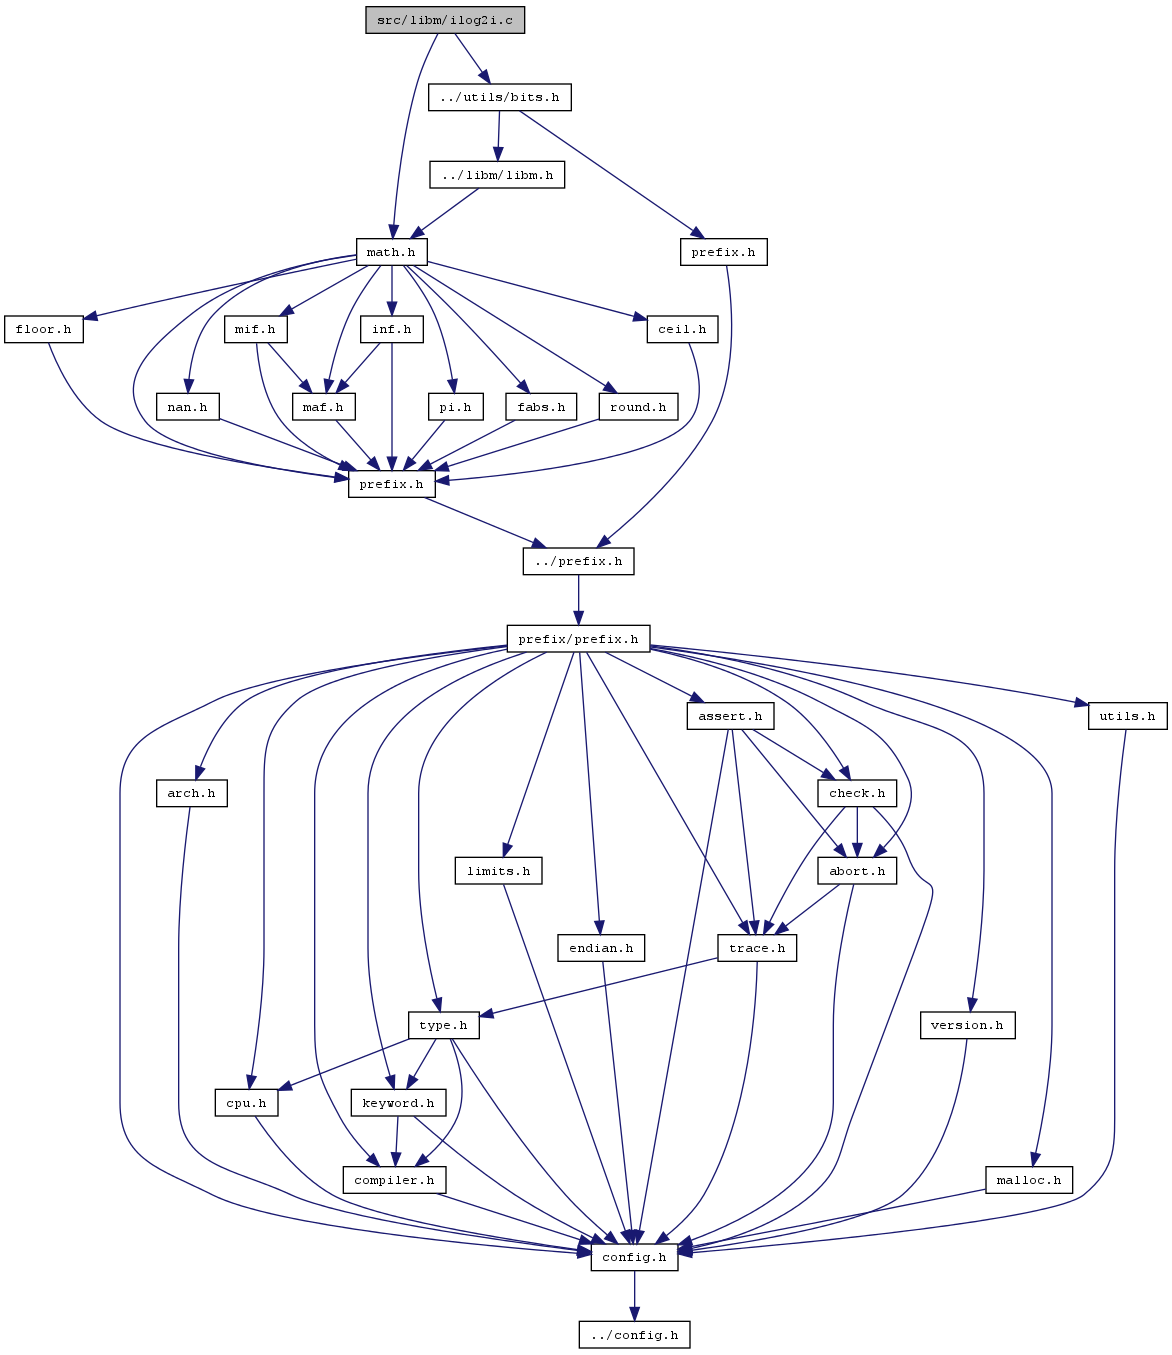 src/libm/ilog2i.c
../utils/bits.h
../libm/libm.h
math.h
prefix.h
floor.h
mif.h
inf.h
ceil.h
nan.h
maf.h
pi.h
fabs.h
round.h
prefix.h
../prefix.h
prefix/prefix.h
assert.h
utils.h
arch.h
check.h
limits.h
abort.h
endian.h
trace.h
type.h
version.h
cpu.h
keyword.h
compiler.h
malloc.h
config.h
../config.h